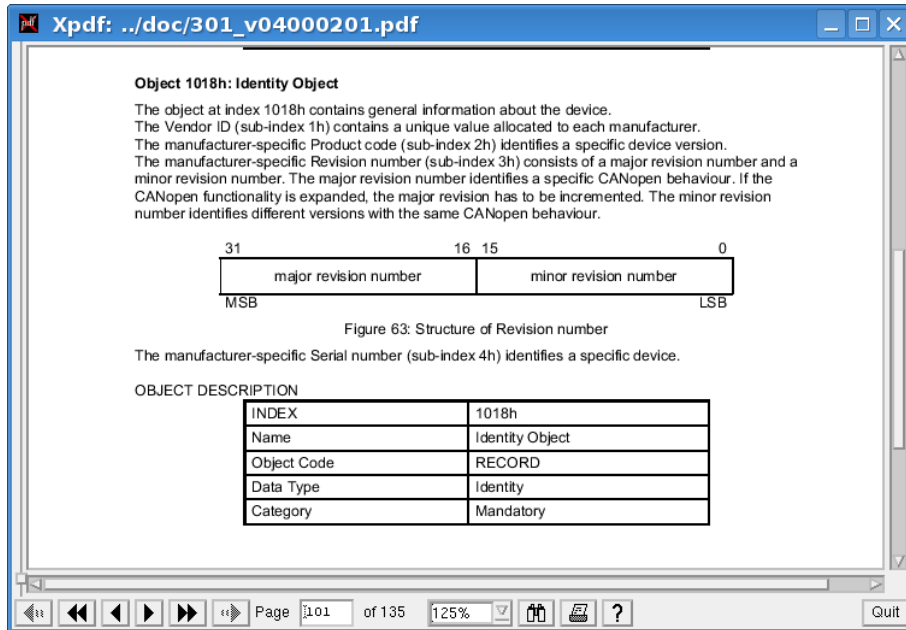 Xpdf: ../doc/301_v04000201.pdf
Object 1018h: Identity Object
The object at index 1018h contains general information about the device.
The Vendor ID (sub-index 1h) contains a unique value allocated to each manufacturer.
The manufacturer-specific Product code (sub-index 2h) identifies a specific device version.
The manufacturer-specific Revision number (sub-index 3h) consists of a major revision number and a
minor revision number. The major revision number identifies a specific CANopen behaviour. If the
CANopen functionality is expanded, the major revision has to be incremented. The minor revision
number identifies different versions with the same CANopen behaviour.
31 16 15 0
major revision number minor revision number
MSB LSB
Figure 63: Structure of Revision number
The manufacturer-specific Serial number (sub-index 4h) identifies a specific device.
OBJECT DESCRIPTION
INDEX 1018h
Name Identity Object
Object Code RECORD
Data Type Identity
Category Mandatory
Page 101 of 135 125% ? Quit